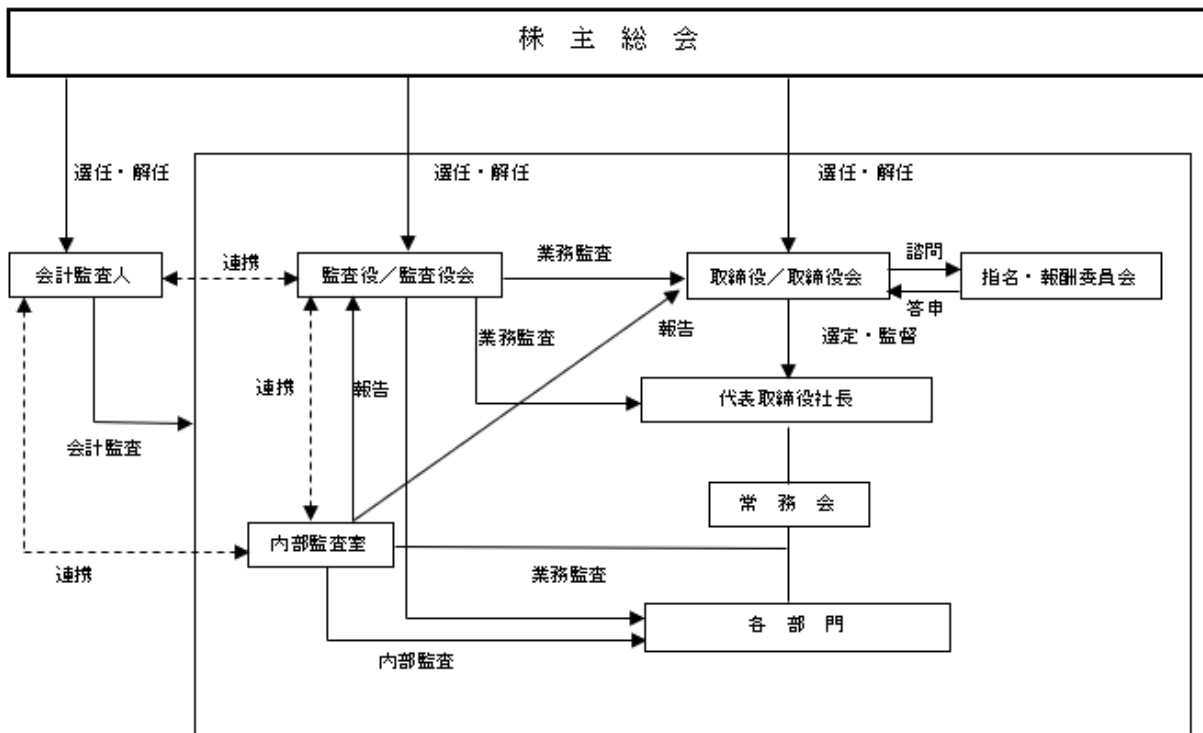 株 主 総 会
選任・解任
選任・解任
選任・解任
会計監査人
連携
監査役／監査役会
業務監査
取締役／取締役会
諮問
答申
指名・報酬委員会
業務監査
報告
選定・監督
連携
報告
代表取締役社長
会計監査
常 務 会
内部監査室
連携
業務監査
各 部 門
内部監査